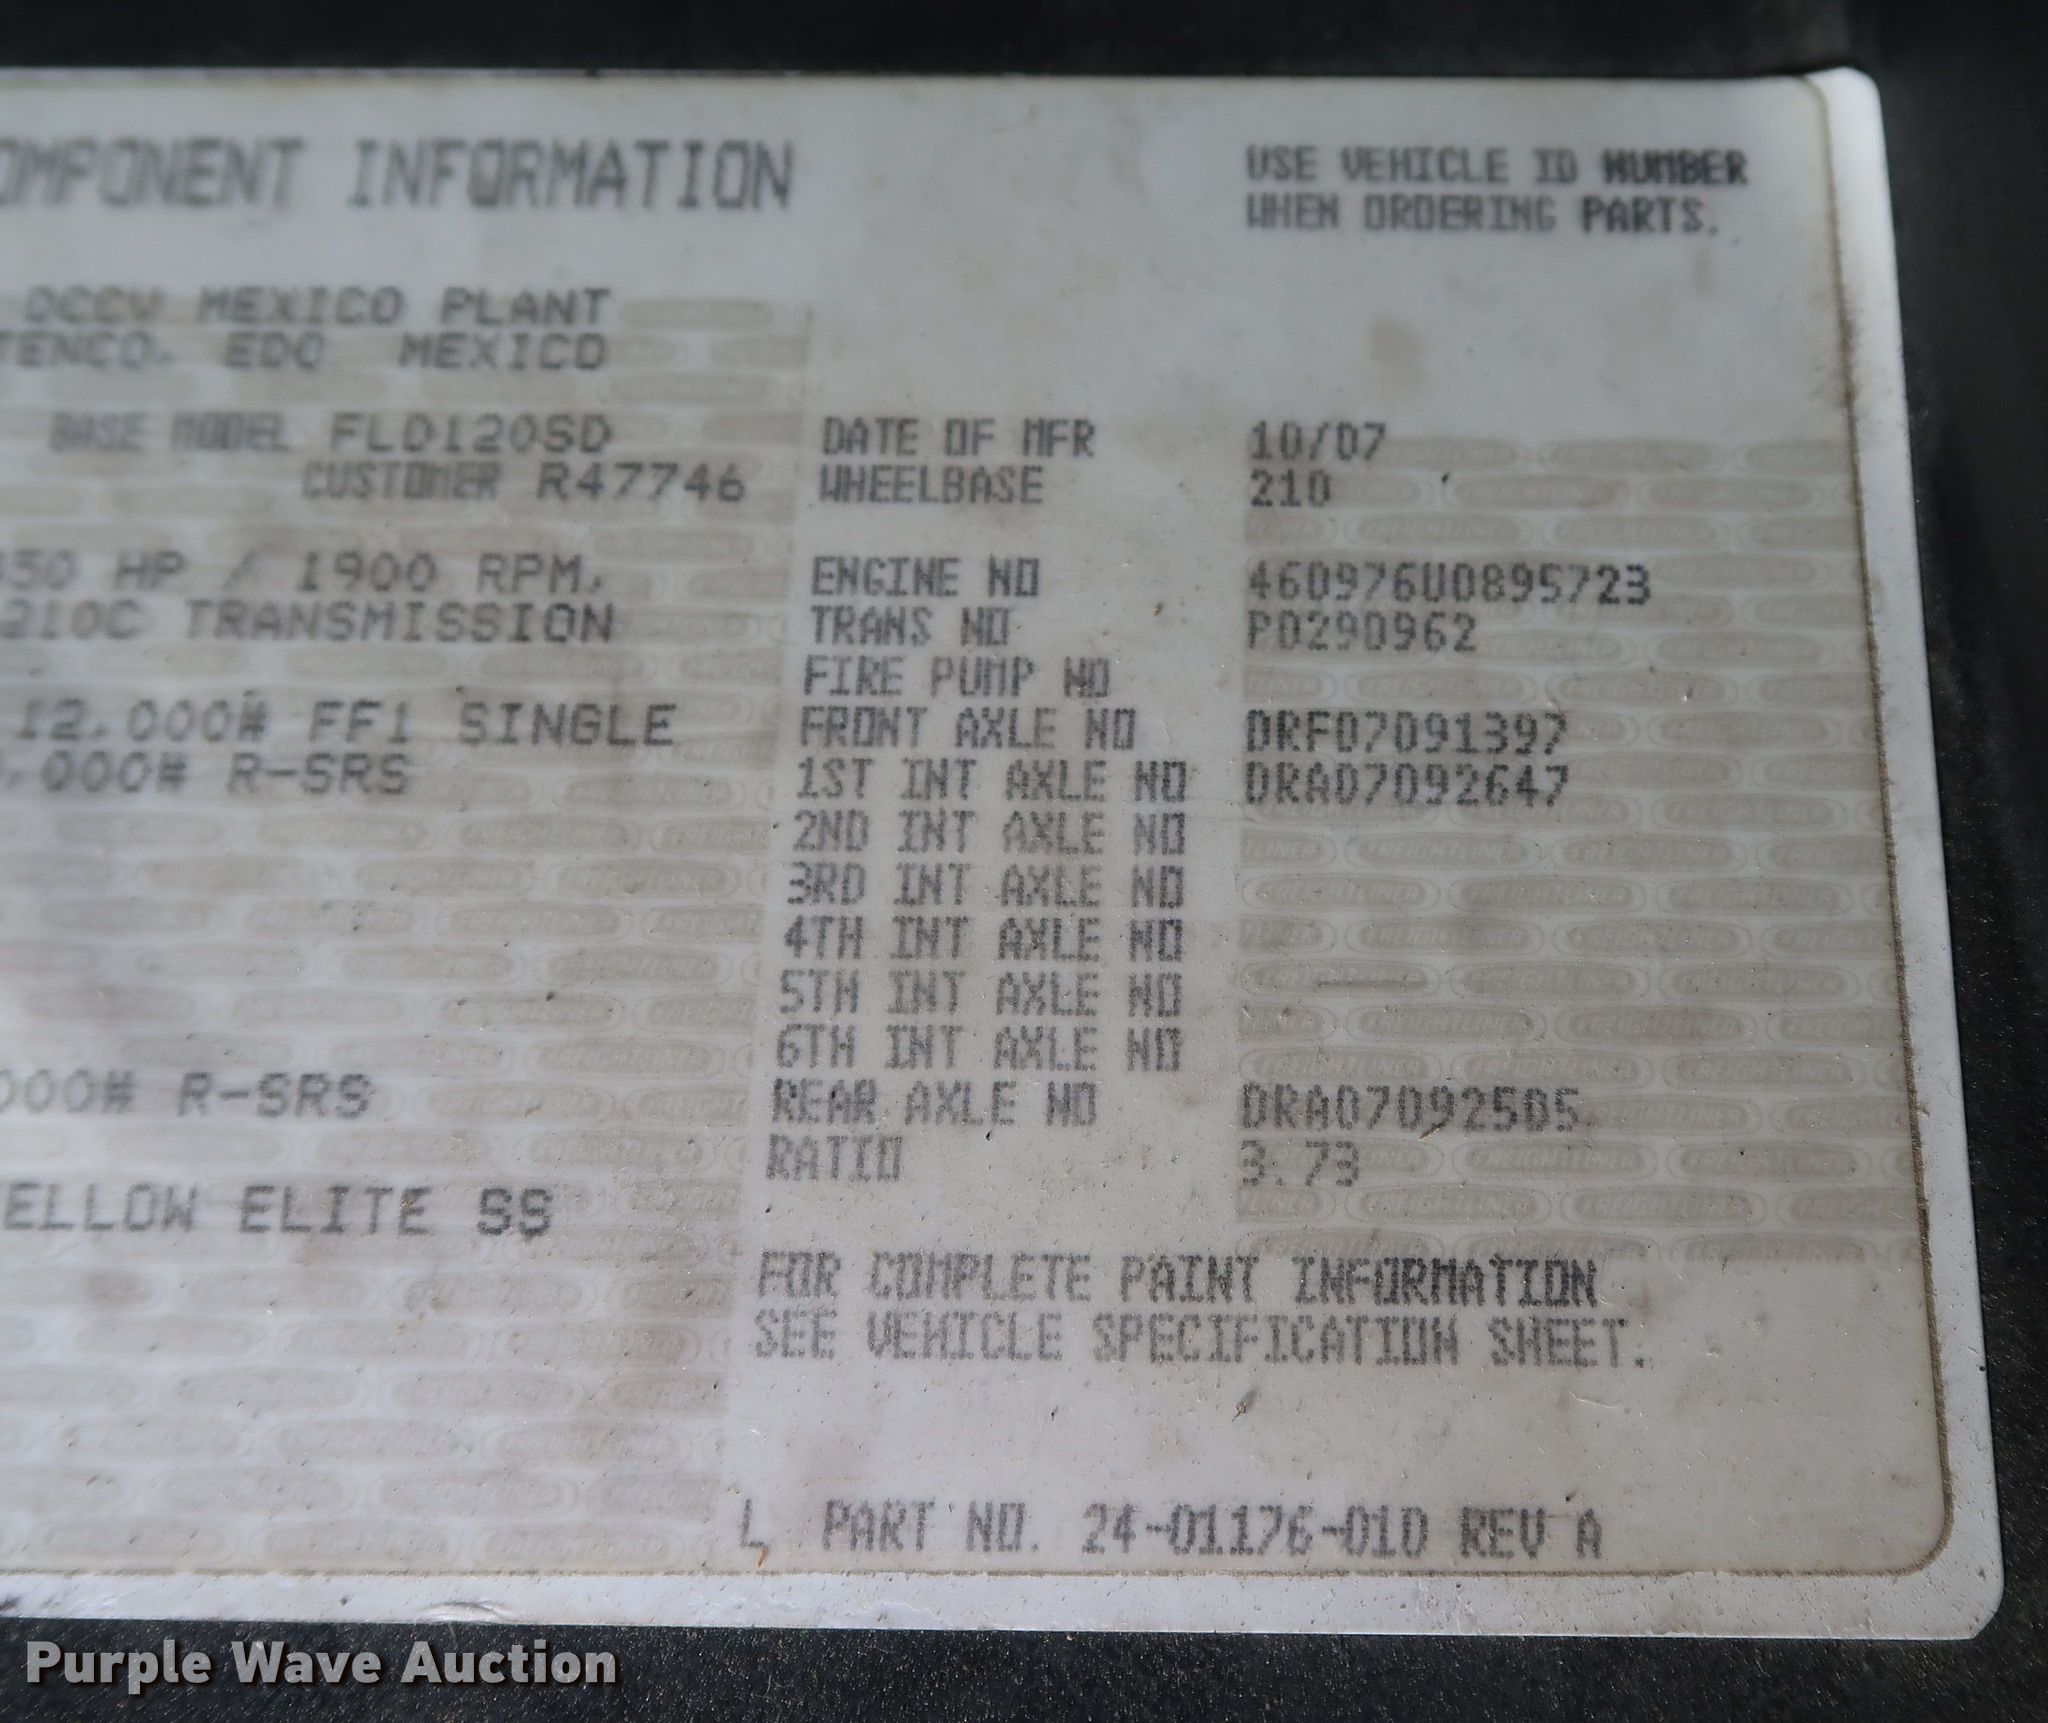 COMPONENT INFORMATION
USE VEHICLE ID NUMBER
WHEN ORDERING PARTS.
DCCV MEXICO PLANT
TENCO. EDO MEXICO
BASE MODEL FLD120SD
DATE OF MFR 10/07
CUSTOMER R47746
WHEELBASE 210
450 HP / 1900 RPM,
ENGINE NO 460976U0895723
210C TRANSMISSION
TRANS NO P0290962
FIRE PUMP NO
12,000# FF1 SINGLE
FRONT AXLE NO DRF07091397
,000# R-SRS
1ST INT AXLE NO DRA07092647
2ND INT AXLE NO
3RD INT AXLE NO
4TH INT AXLE NO
5TH INT AXLE NO
6TH INT AXLE NO
000# R-SRS
REAR AXLE NO DRA07092505
RATIO 3.73
ELLOW ELITE SS
FOR COMPLETE PAINT INFORMATION
SEE VEHICLE SPECIFICATION SHEET.
L PART NO. 24-01176-010 REV A
Purple Wave Auction